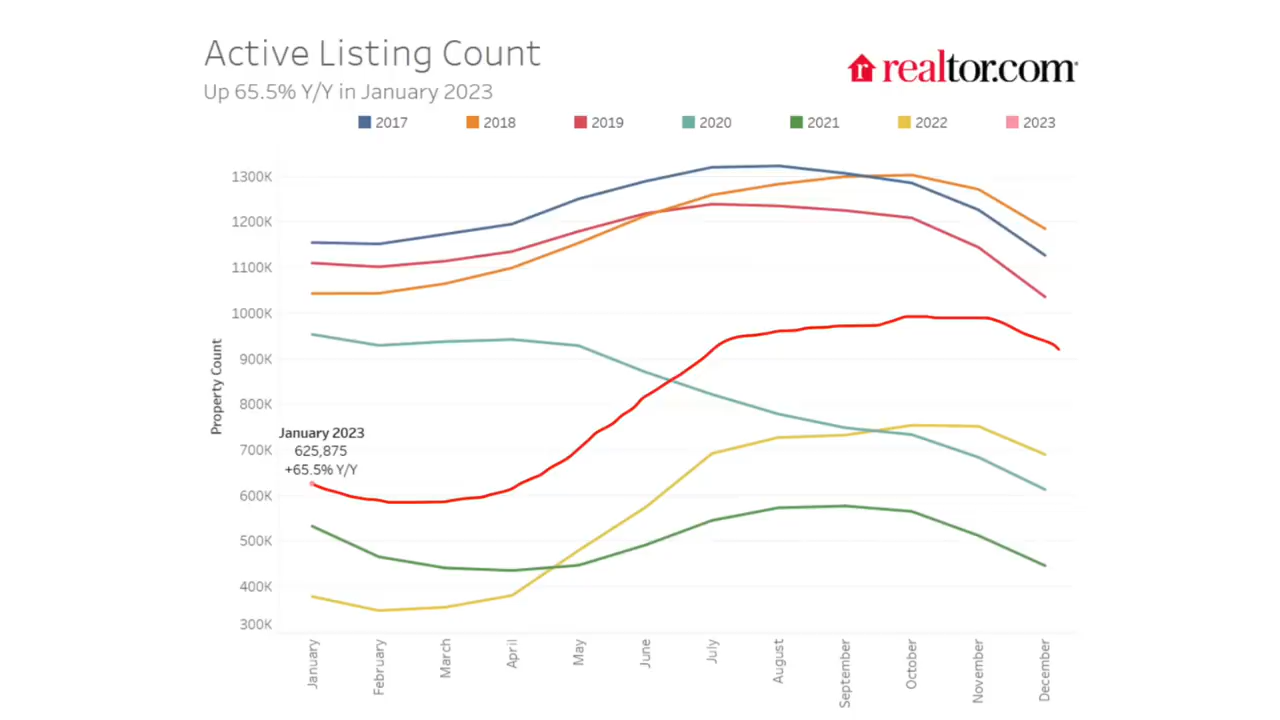 Active Listing Count
Up 65.5% Y/Y in January 2023
realtor.com
2017
2018
2019
2020
2021
2022
2023
1300K
1200K
1100K
1000K
900K
800K
700K
600K
500K
400K
300K
Property Count
January 2023
625,875
+65.5% Y/Y
January
February
March
April
May
June
July
August
September
October
November
December